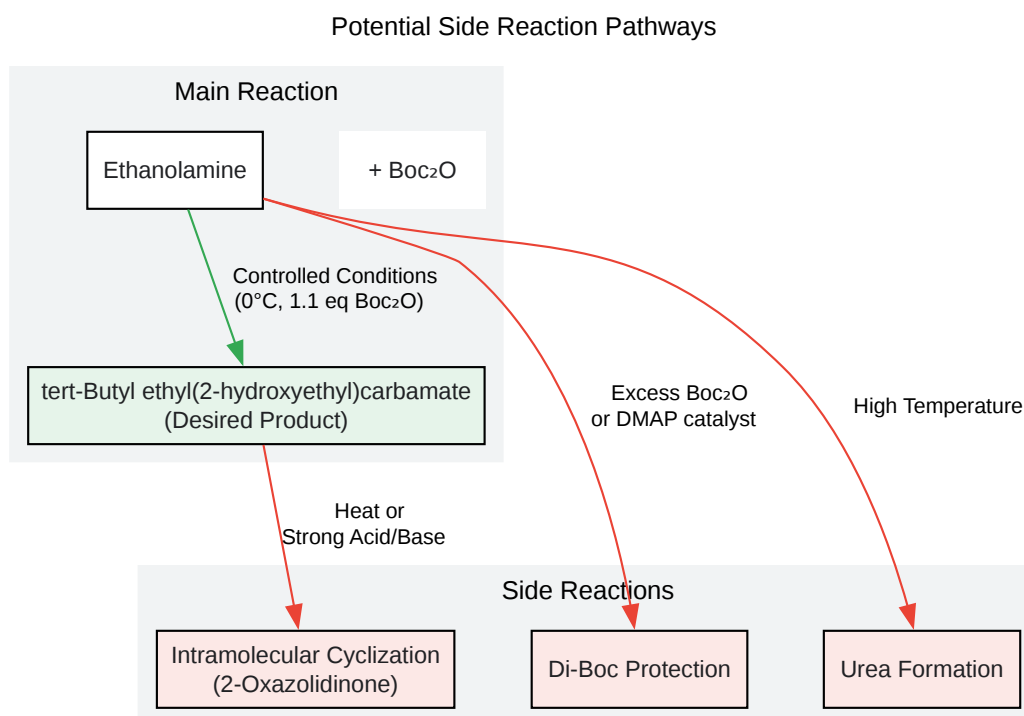 Potential Side Reaction Pathways
Main Reaction
Ethanolamine
+ Boc₂O
Controlled Conditions
(0°C, 1.1 eq Boc₂O)
tert-Butyl ethyl(2-hydroxyethyl)carbamate
(Desired Product)
Excess Boc₂O
or DMAP catalyst
High Temperature
Heat or
Strong Acid/Base
Side Reactions
Intramolecular Cyclization
(2-Oxazolidinone)
Di-Boc Protection
Urea Formation